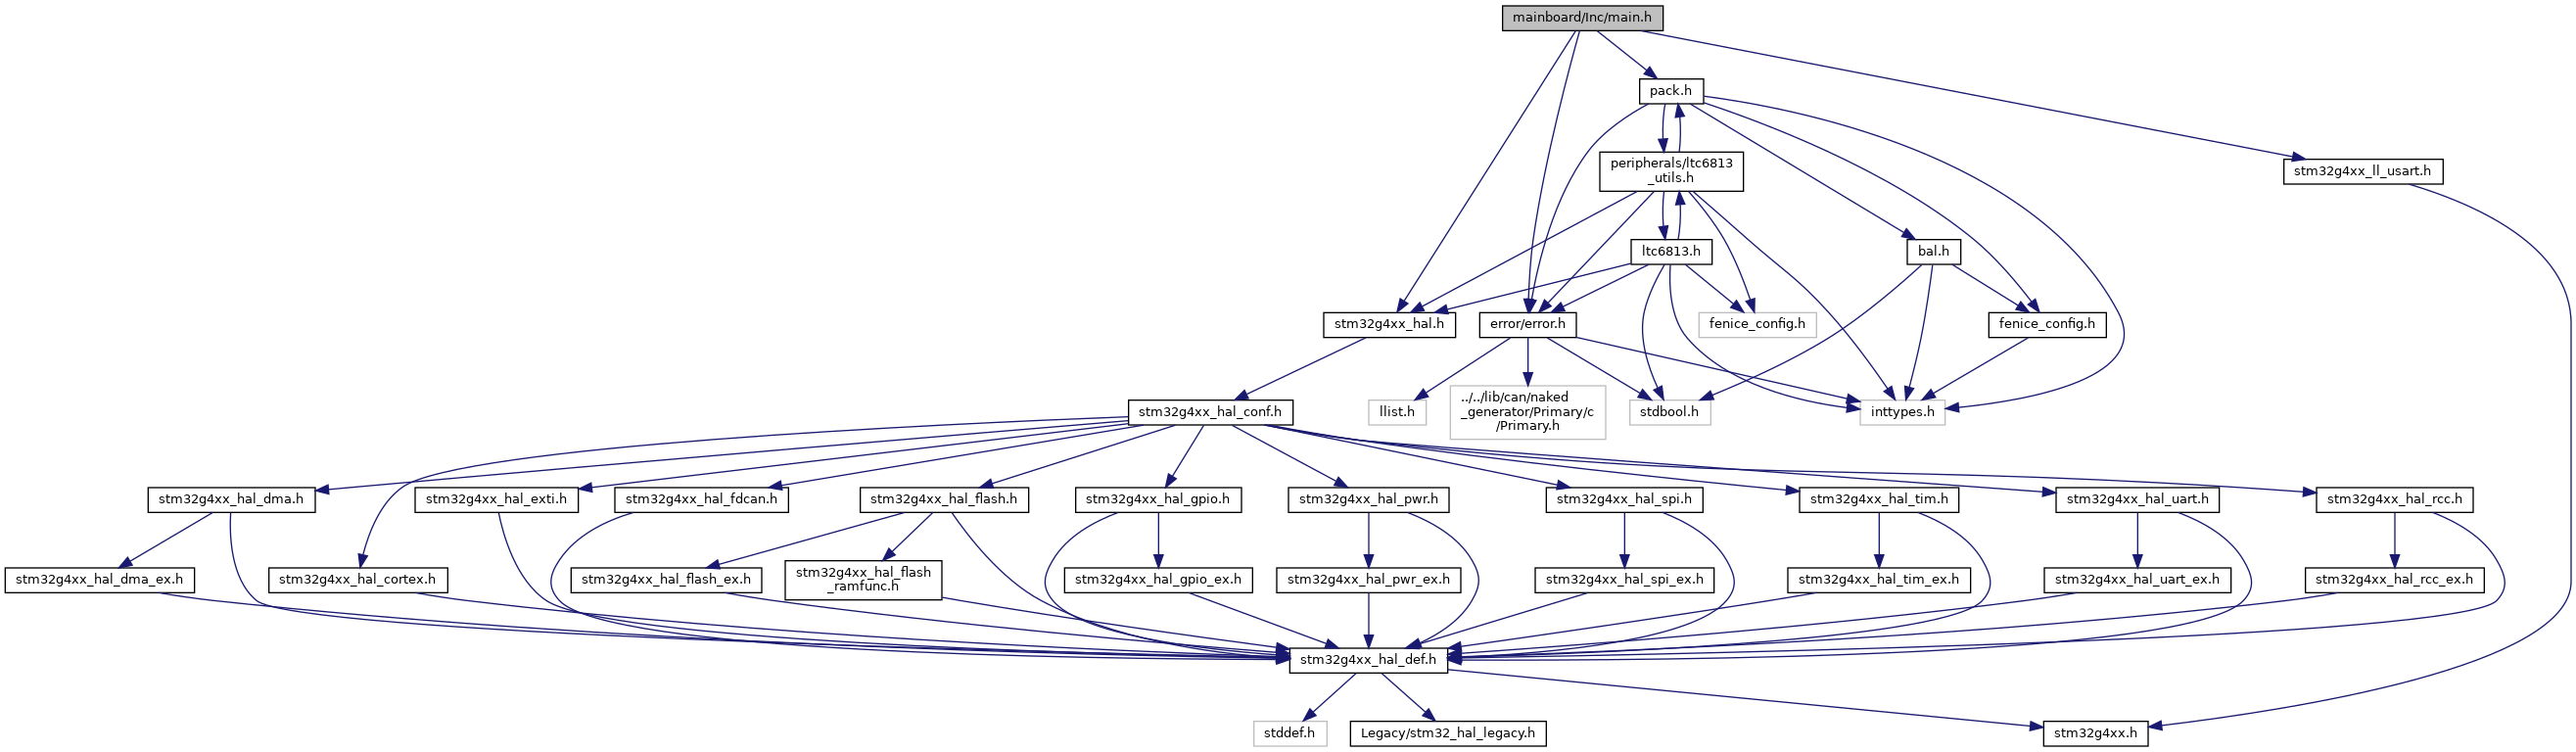 mainboard/Inc/main.h
pack.h
peripherals/ltc6813
_utils.h
stm32g4xx_ll_usart.h
ltc6813.h
bal.h
stm32g4xx_hal.h
error/error.h
fenice_config.h
fenice_config.h
stm32g4xx_hal_conf.h
llist.h
../../lib/can/naked
_generator/Primary/c
/Primary.h
stdbool.h
inttypes.h
stm32g4xx_hal_dma.h
stm32g4xx_hal_exti.h
stm32g4xx_hal_fdcan.h
stm32g4xx_hal_flash.h
stm32g4xx_hal_gpio.h
stm32g4xx_hal_pwr.h
stm32g4xx_hal_spi.h
stm32g4xx_hal_tim.h
stm32g4xx_hal_uart.h
stm32g4xx_hal_rcc.h
stm32g4xx_hal_dma_ex.h
stm32g4xx_hal_cortex.h
stm32g4xx_hal_flash_ex.h
stm32g4xx_hal_flash
_ramfunc.h
stm32g4xx_hal_gpio_ex.h
stm32g4xx_hal_pwr_ex.h
stm32g4xx_hal_spi_ex.h
stm32g4xx_hal_tim_ex.h
stm32g4xx_hal_uart_ex.h
stm32g4xx_hal_rcc_ex.h
stm32g4xx_hal_def.h
stddef.h
Legacy/stm32_hal_legacy.h
stm32g4xx.h